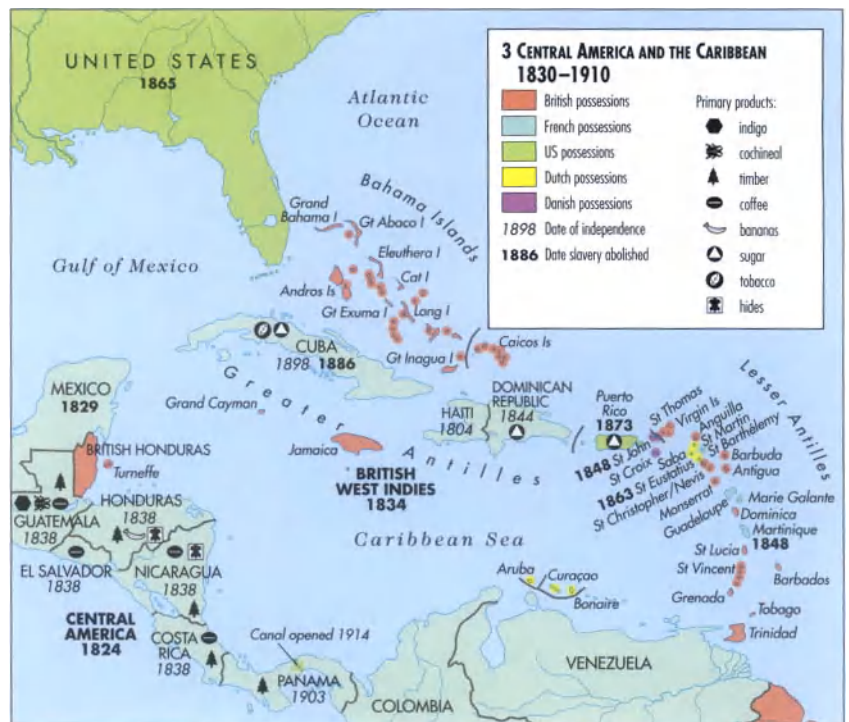 3 CENTRAL AMERICA AND THE CARIBBEAN
1830–1910
British possessions
French possessions
US possessions
Dutch possessions
Danish possessions
1898 Date of independence
1886 Date slavery abolished
Primary products:
indigo
cochineal
timber
coffee
bananas
sugar
tobacco
hides
UNITED STATES
1865
Atlantic
Ocean
Bahama Islands
Grand
Bahama I
Gt Abaco I
Eleuthera I
Cat I
Andros Is
Gt Exuma I
Long I
Gt Inagua I
Caicos Is
Gulf of Mexico
CUBA
1898 1886
Greater
Antilles
Grand Cayman
Jamaica
BRITISH
WEST INDIES
1834
HAITI
1804
DOMINICAN
REPUBLIC
1844
Puerto
Rico
1873
Lesser Antilles
St Thomas
Virgin Is
Anguilla
St Martin
St Barthélemy
1848 St John
St Croix
Saba
1863 St Eustatius
St Christopher/Nevis
Barbuda
Antigua
Monserrat
Guadeloupe
Marie Galante
Dominica
Martinique
1848
St Lucia
St Vincent
Barbados
Grenada
Tobago
Trinidad
MEXICO
1829
BRITISH HONDURAS
Turneffe
HONDURAS
1838
GUATEMALA
1838
EL SALVADOR
1838
NICARAGUA
1838
CENTRAL
AMERICA
1824
COSTA
RICA
1838
Canal opened 1914
PANAMA
1903
Caribbean Sea
Aruba
Curaçao
Bonaire
COLOMBIA
VENEZUELA